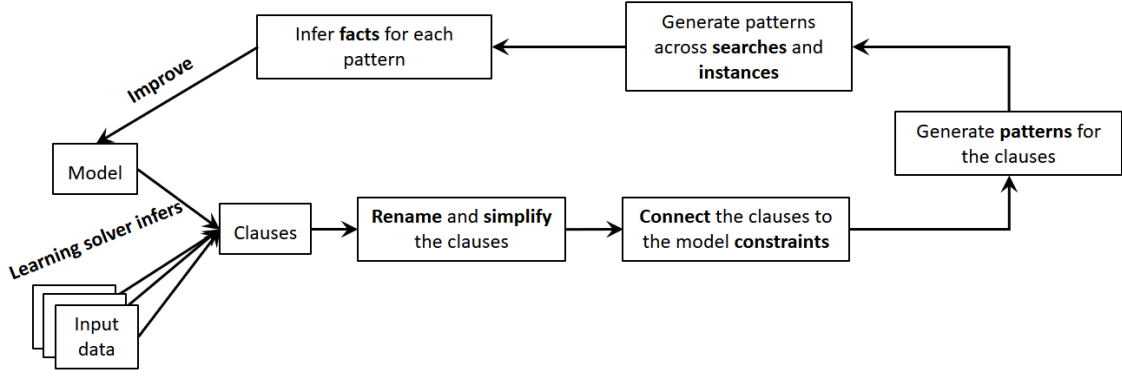 Infer facts for each
pattern
Generate patterns
across searches and
instances
Improve
Generate patterns for
the clauses
Model
Learning solver infers
Clauses
Rename and simplify
the clauses
Connect the clauses to
the model constraints
Input
data